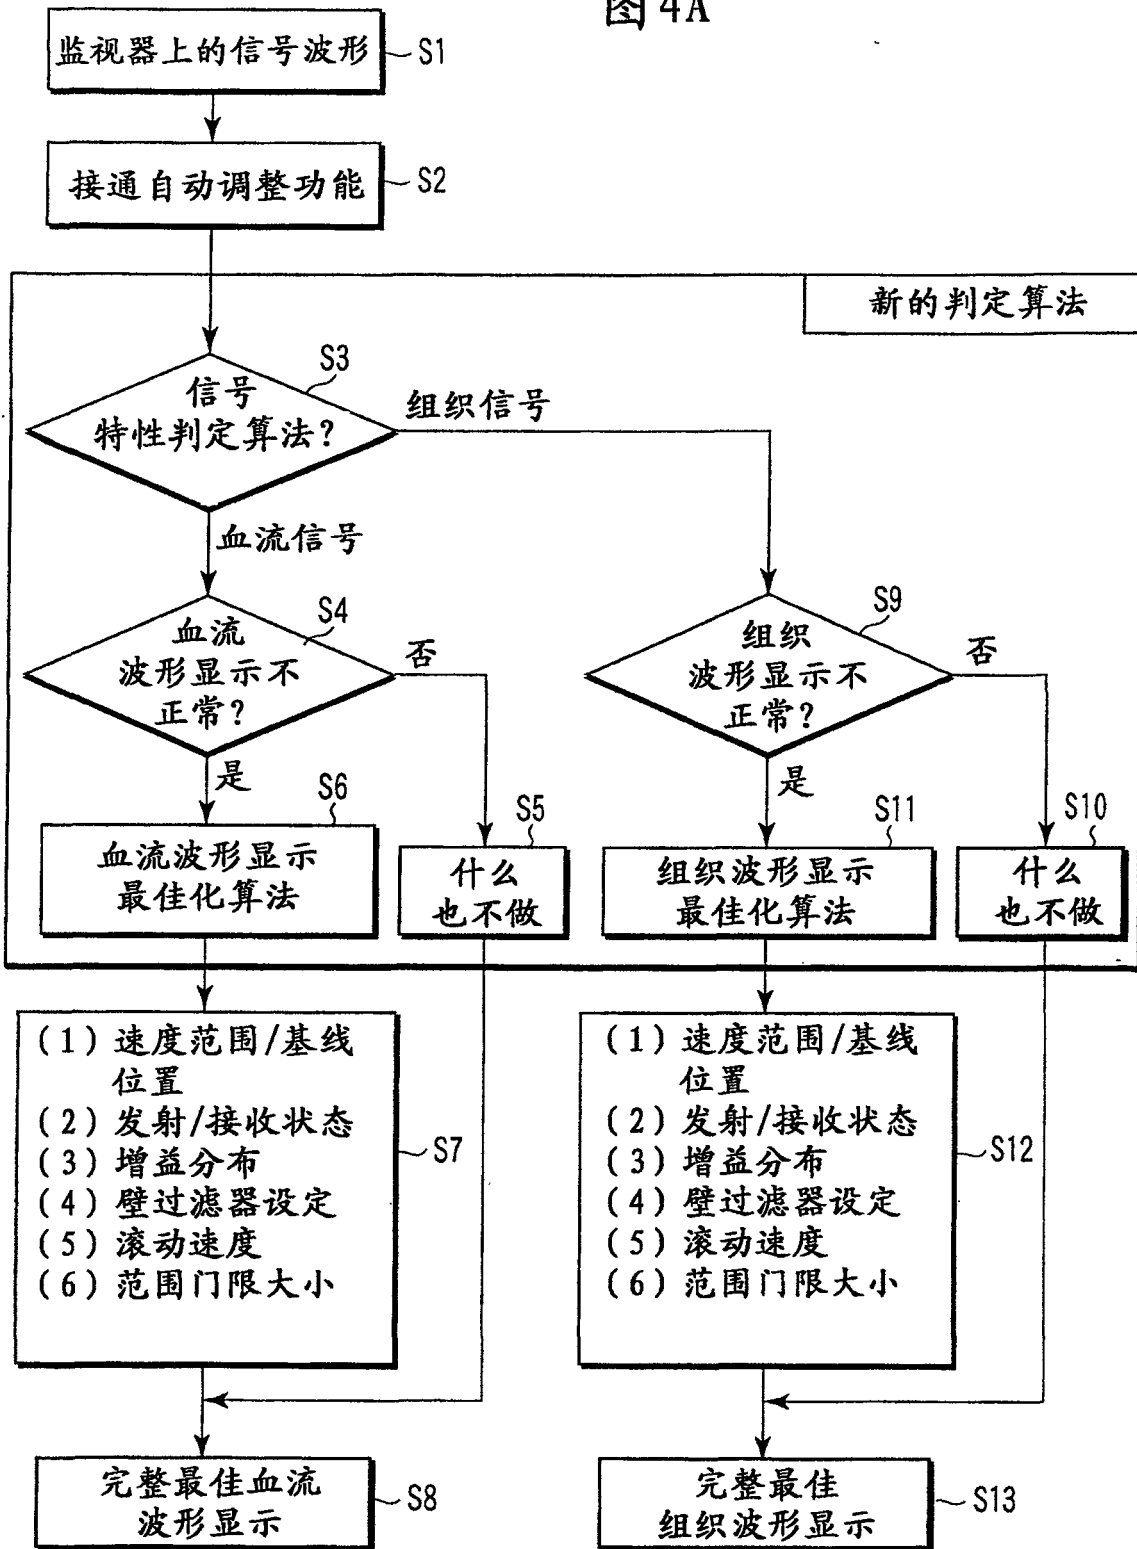 图4A
监视器上的信号波形
S1
接通自动调整功能
S2
新的判定算法
S3
信号
特性判定算法?
组织信号
血流信号
S4
血流
波形显示不
正常?
否
是
S9
组织
波形显示不
正常?
否
是
S6
血流波形显示
最佳化算法
S5
什么
也不做
S11
组织波形显示
最佳化算法
S10
什么
也不做
(1)速度范围/基线
位置
(2)发射/接收状态
(3)增益分布
(4)壁过滤器设定
(5)滚动速度
(6)范围门限大小
S7
(1)速度范围/基线
位置
(2)发射/接收状态
(3)增益分布
(4)壁过滤器设定
(5)滚动速度
(6)范围门限大小
S12
完整最佳血流
波形显示
S8
完整最佳
组织波形显示
S13